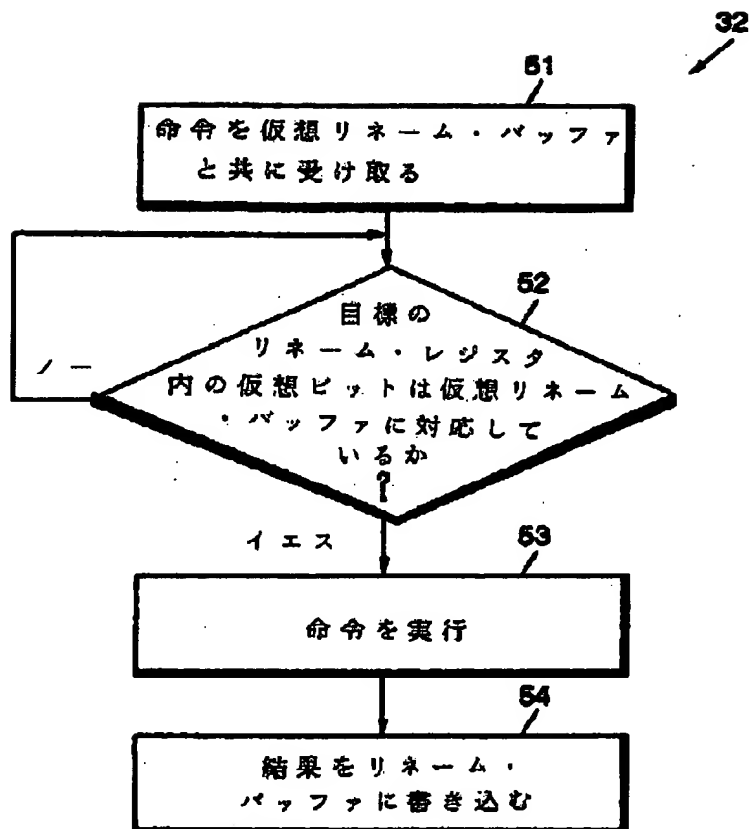 32
51
命令を仮想リネーム・バッファ
と共に受け取る
52
目標の
リネーム・レジスタ
内の仮想ビットは仮想リネーム
・バッファに対応して
いるか
?
ノー
イエス
53
命令を実行
54
結果をリネーム・
バッファに書き込む